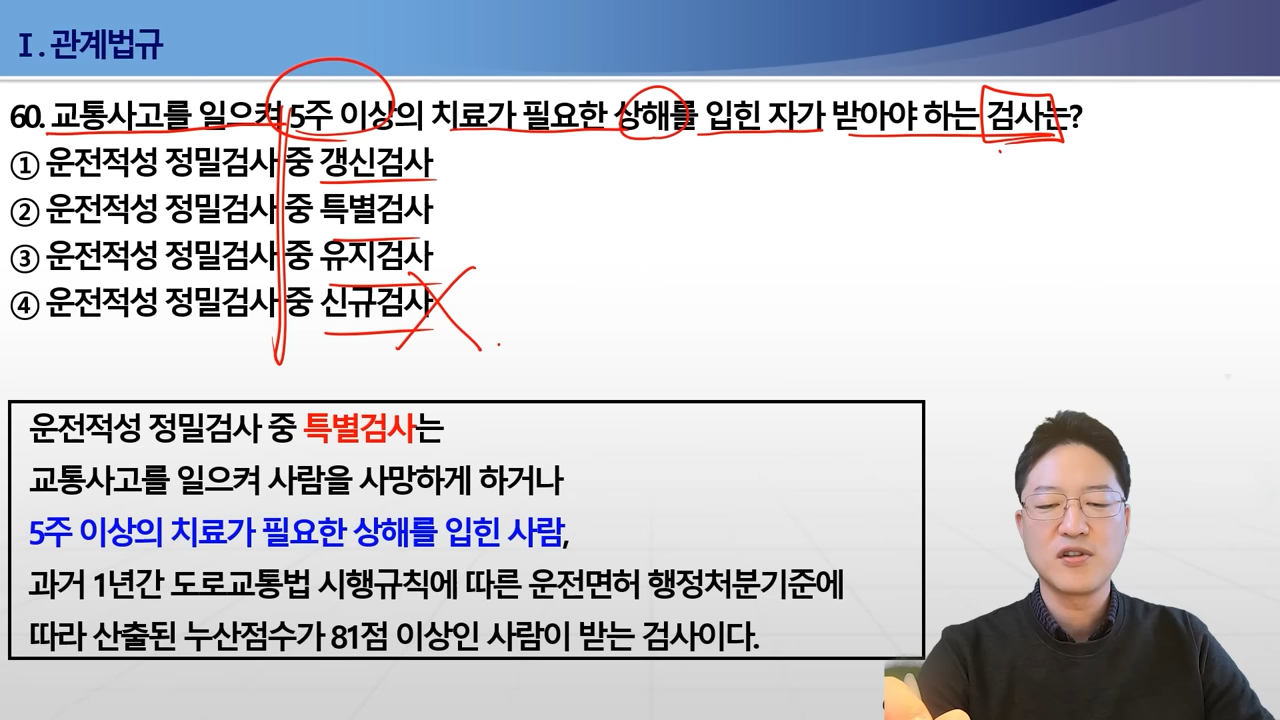 Ⅰ. 관계법규
60. 교통사고를 일으켜 5주 이상의 치료가 필요한 상해를 입힌 자가 받아야 하는 검사는?
① 운전적성 정밀검사 중 갱신검사
② 운전적성 정밀검사 중 특별검사
③ 운전적성 정밀검사 중 유지검사
④ 운전적성 정밀검사 중 신규검사
운전적성 정밀검사 중 특별검사는
교통사고를 일으켜 사람을 사망하게 하거나
5주 이상의 치료가 필요한 상해를 입힌 사람,
과거 1년간 도로교통법 시행규칙에 따른 운전면허 행정처분기준에
따라 산출된 누산점수가 81점 이상인 사람이 받는 검사이다.